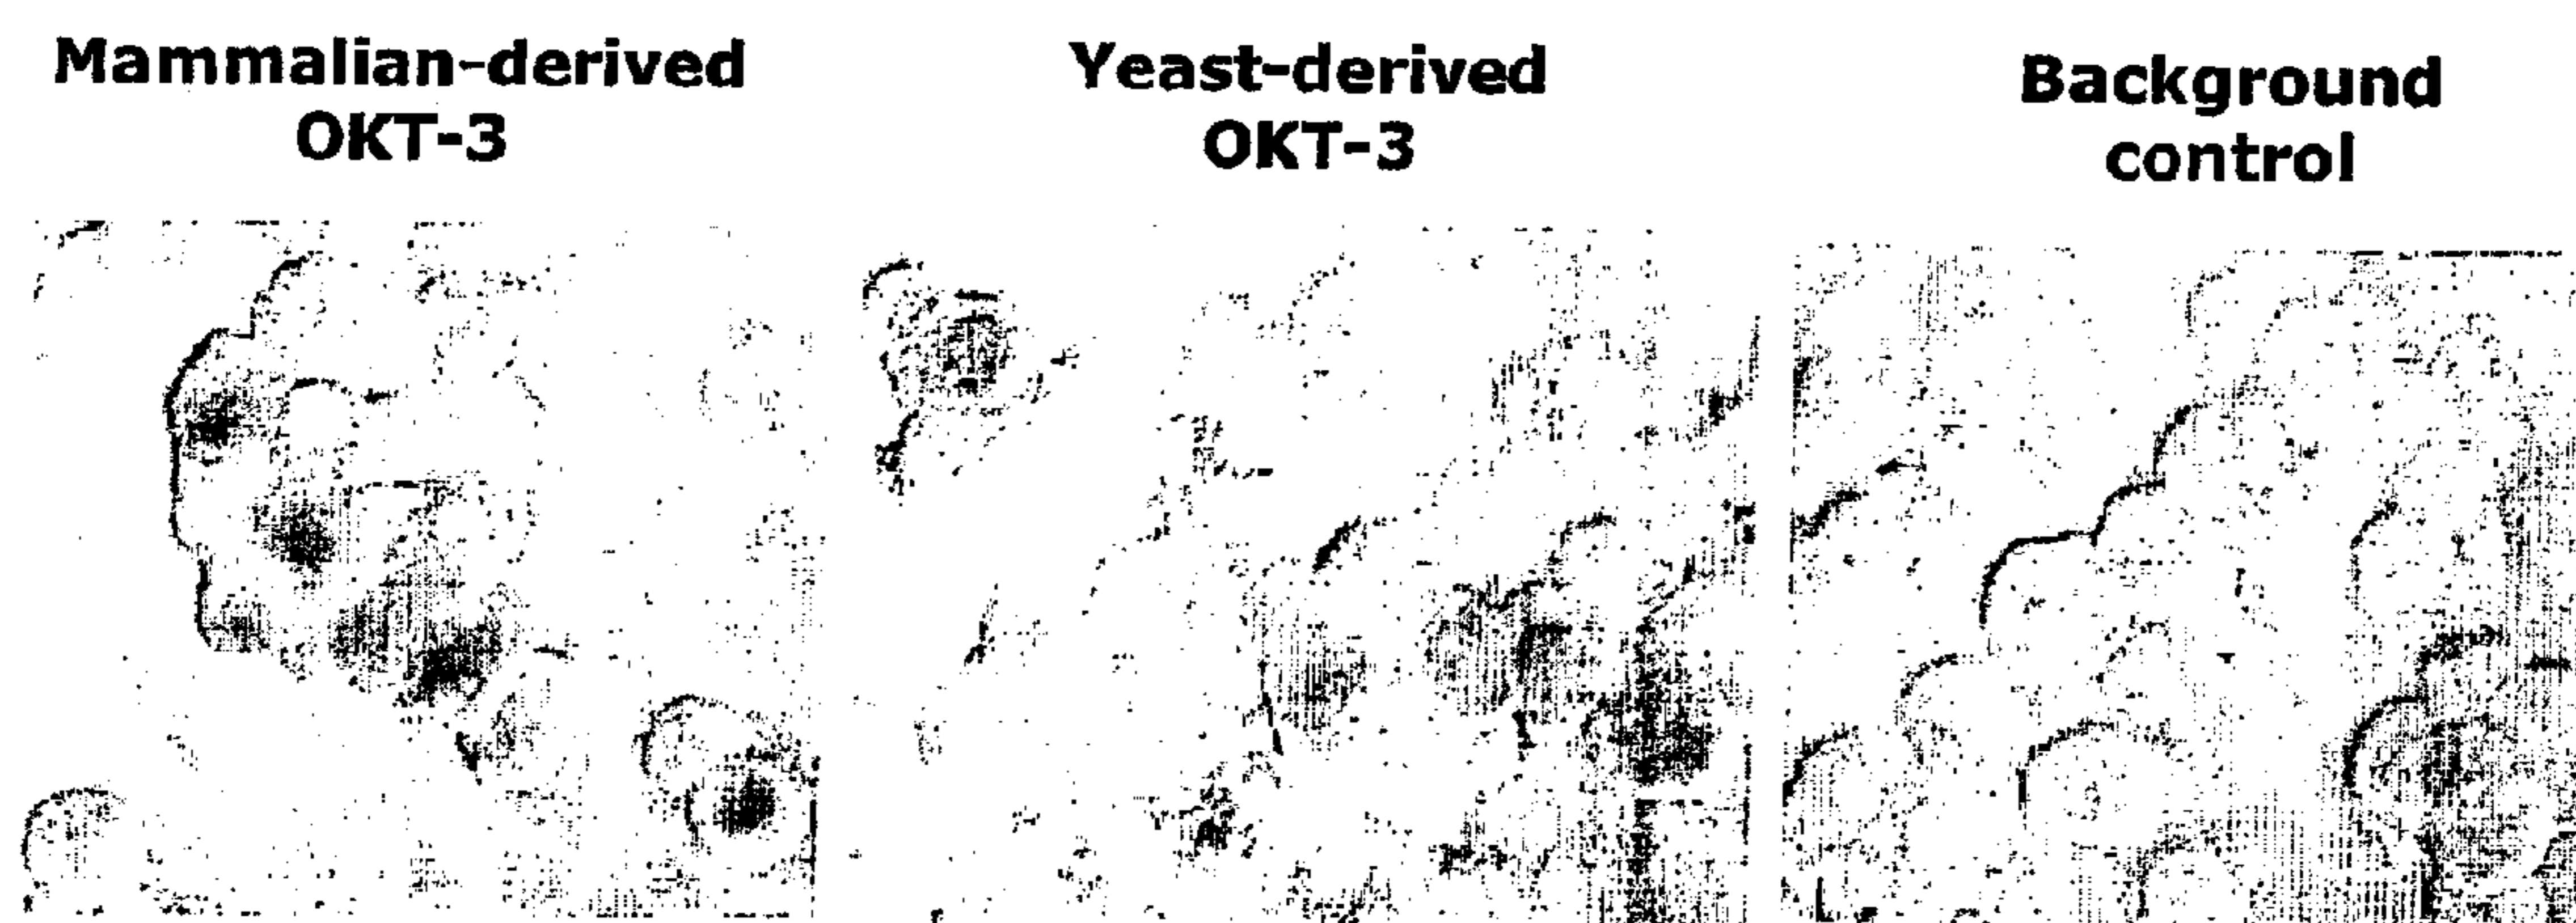 Mammalian-derived
OKT-3
Yeast-derived
OKT-3
Background
control